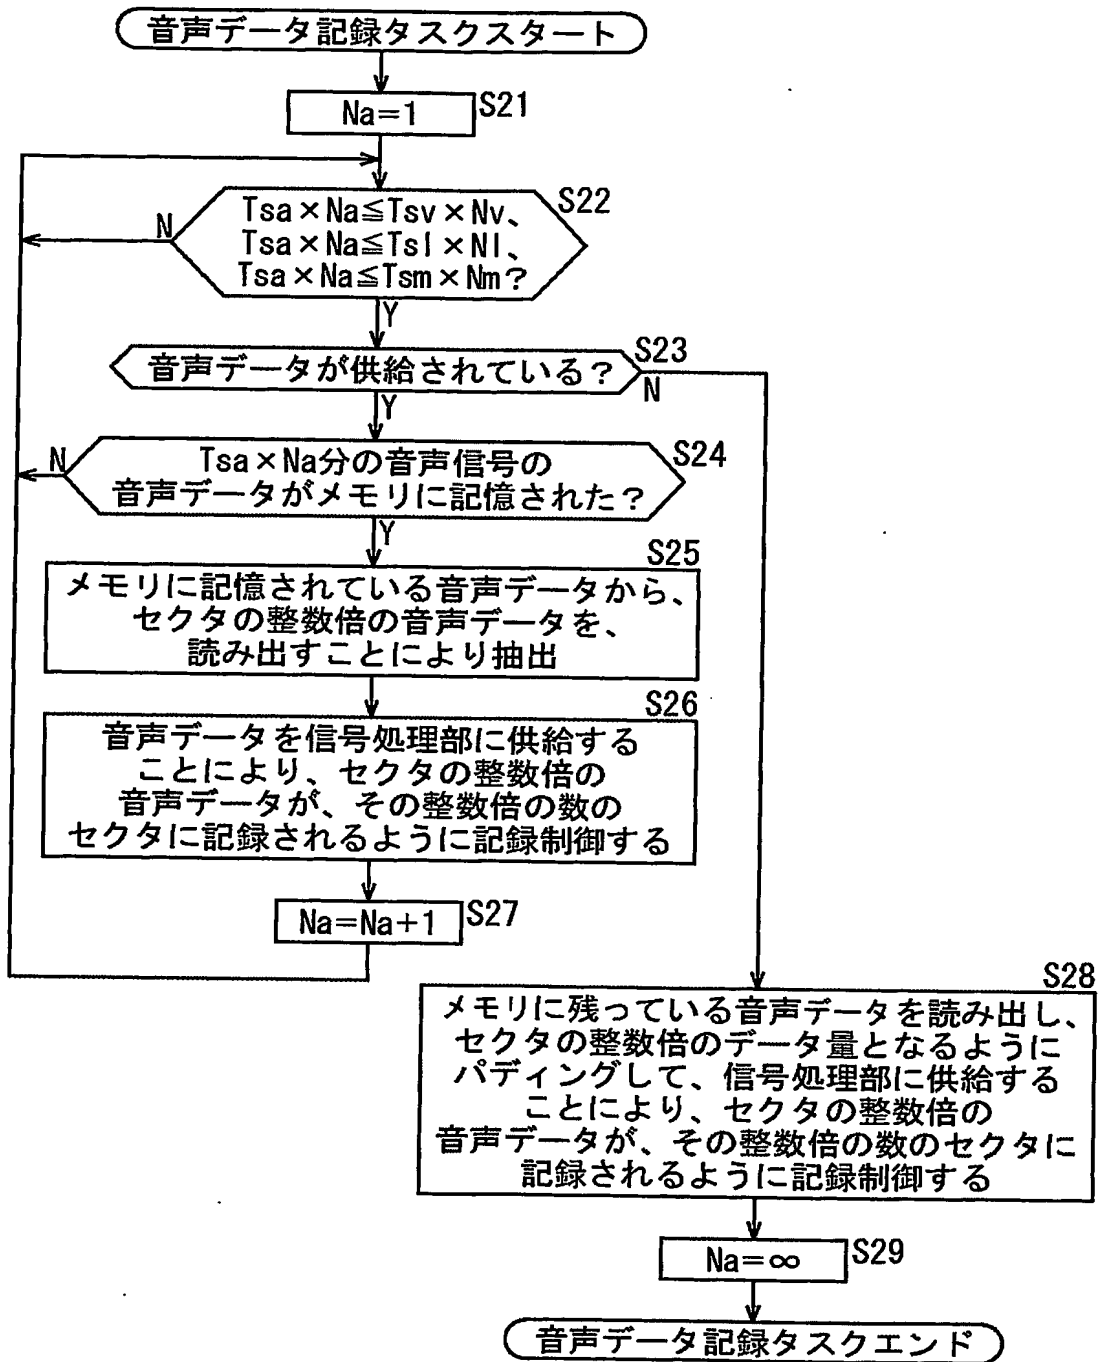 音声データ記録タスクスタート
Na=1
S21
Tsa×Na≦Tsv×Nv、
Tsa×Na≦Tsl×Nl、
Tsa×Na≦Tsm×Nm?
S22
N
Y
音声データが供給されている?
S23
N
Y
Tsa×Na分の音声信号の
音声データがメモリに記憶された?
S24
N
Y
S25
メモリに記憶されている音声データから、
セクタの整数倍の音声データを、
読み出すことにより抽出
S26
音声データを信号処理部に供給する
ことにより、セクタの整数倍の
音声データが、その整数倍の数の
セクタに記録されるように記録制御する
Na=Na+1
S27
S28
メモリに残っている音声データを読み出し、
セクタの整数倍のデータ量となるように
パディングして、信号処理部に供給する
ことにより、セクタの整数倍の
音声データが、その整数倍の数のセクタに
記録されるように記録制御する
Na=∞
S29
音声データ記録タスクエンド